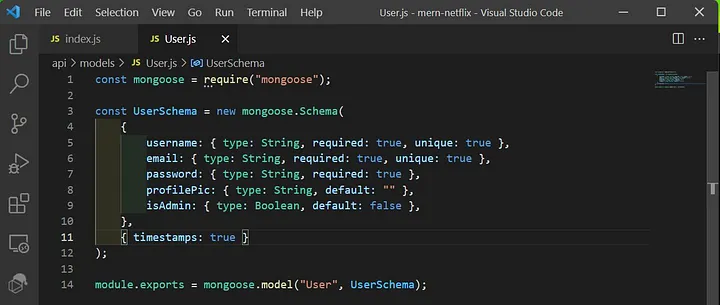 File Edit Selection View Go Run Terminal Help User.js - mern-netflix - Visual Studio Code
JS index.js JS User.js
api > models > JS User.js > UserSchema
1 const mongoose = require("mongoose");
2
3 const UserSchema = new mongoose.Schema(
4 {
5 username: { type: String, required: true, unique: true },
6 email: { type: String, required: true, unique: true },
7 password: { type: String, required: true },
8 profilePic: { type: String, default: "" },
9 isAdmin: { type: Boolean, default: false },
10 },
11 { timestamps: true }
12 );
13
14 module.exports = mongoose.model("User", UserSchema);